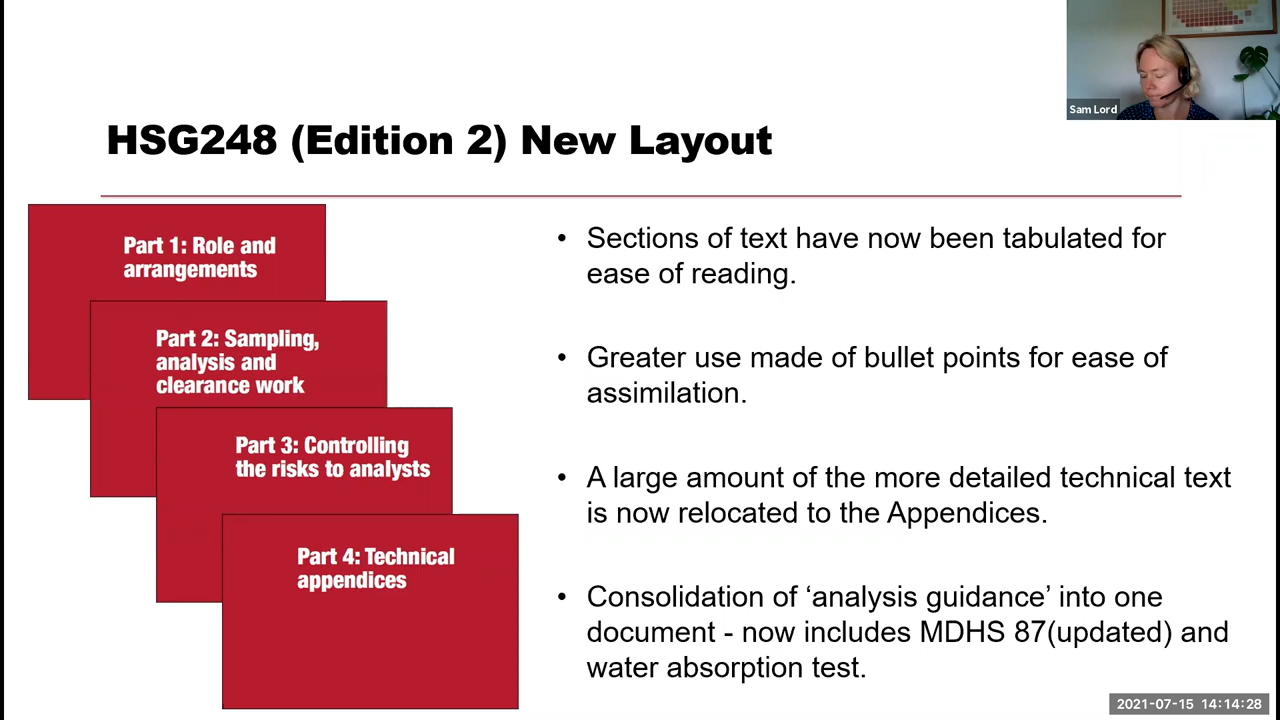 Sam Lord
HSG248 (Edition 2) New Layout
Part 1: Role and
arrangements
Part 2: Sampling,
analysis and
clearance work
Part 3: Controlling
the risks to analysts
Part 4: Technical
appendices
• Sections of text have now been tabulated for
ease of reading.
• Greater use made of bullet points for ease of
assimilation.
• A large amount of the more detailed technical text
is now relocated to the Appendices.
• Consolidation of ‘analysis guidance’ into one
document - now includes MDHS 87(updated) and
water absorption test.
2021-07-15 14:14:28